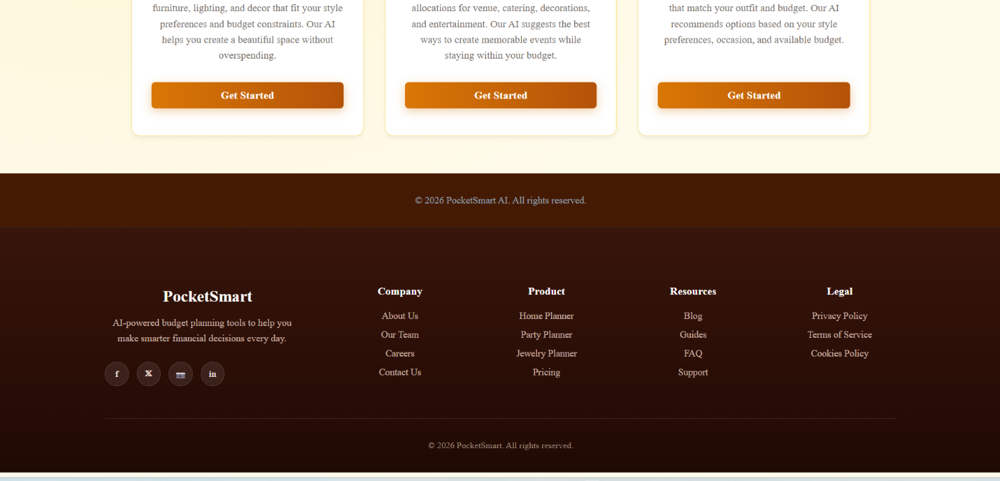 furniture, lighting, and decor that fit your style
preferences and budget constraints. Our AI
helps you create a beautiful space without
overspending.
Get Started
allocations for venue, catering, decorations,
and entertainment. Our AI suggests the best
ways to create memorable events while
staying within your budget.
Get Started
that match your outfit and budget. Our AI
recommends options based on your style
preferences, occasion, and available budget.
Get Started
© 2026 PocketSmart AI. All rights reserved.
PocketSmart
AI-powered budget planning tools to help you
make smarter financial decisions every day.
f 𝕏 📷 in
Company
About Us
Our Team
Careers
Contact Us
Product
Home Planner
Party Planner
Jewelry Planner
Pricing
Resources
Blog
Guides
FAQ
Support
Legal
Privacy Policy
Terms of Service
Cookies Policy
© 2026 PocketSmart. All rights reserved.